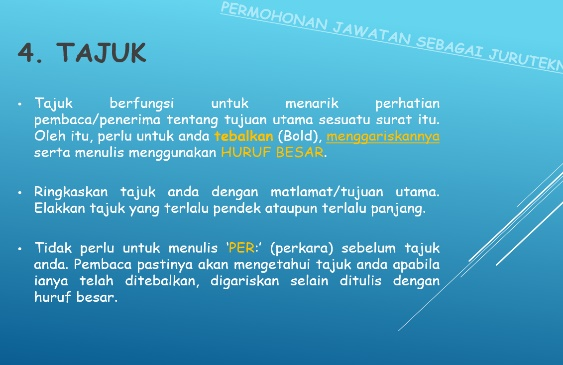 PERMOHONAN JAWATAN SEBAGAI JURUTEKN
4. TAJUK
• Tajuk berfungsi untuk menarik perhatian
pembaca/penerima tentang tujuan utama sesuatu surat itu.
Oleh itu, perlu untuk anda tebalkan (Bold), menggariskannya
serta menulis menggunakan HURUF BESAR.
• Ringkaskan tajuk anda dengan matlamat/tujuan utama.
Elakkan tajuk yang terlalu pendek ataupun terlalu panjang.
• Tidak perlu untuk menulis ‘PER:’ (perkara) sebelum tajuk
anda. Pembaca pastinya akan mengetahui tajuk anda apabila
ianya telah ditebalkan, digariskan selain ditulis dengan
huruf besar.